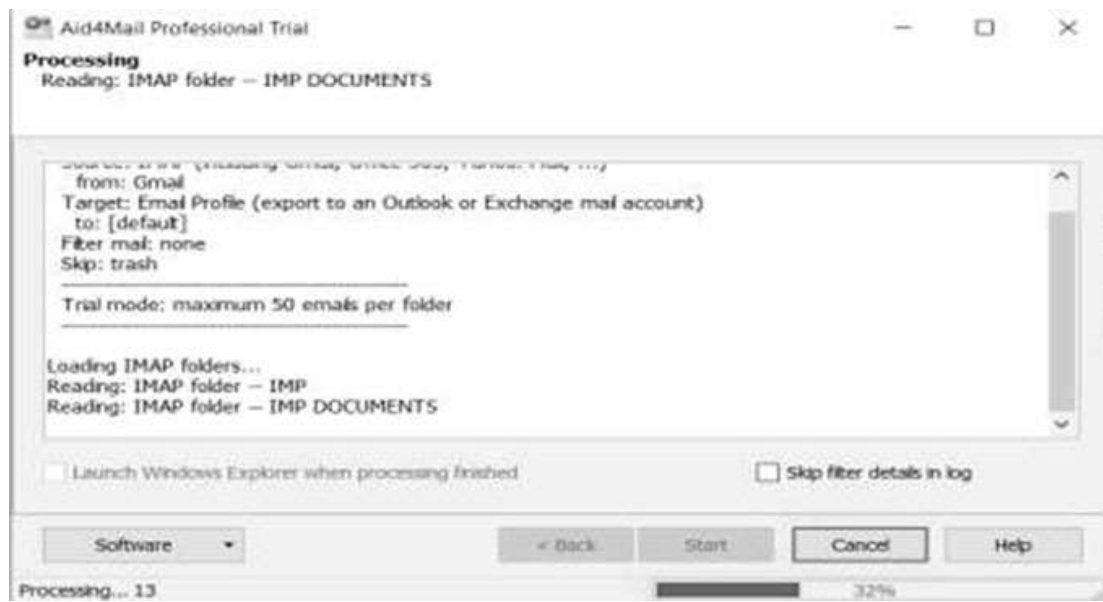 Aid4Mail Professional Trial
Processing
Reading: IMAP folder — IMP DOCUMENTS
from: Gmail
Target: Email Profile (export to an Outlook or Exchange mail account)
to: [default]
Filter mail: none
Skip: trash
Trial mode: maximum 50 emails per folder
Loading IMAP folders...
Reading: IMAP folder — IMP
Reading: IMAP folder — IMP DOCUMENTS
Launch Windows Explorer when processing finished
Skip filter details in log
Software
< Back
Start
Cancel
Help
Processing... 13
32%